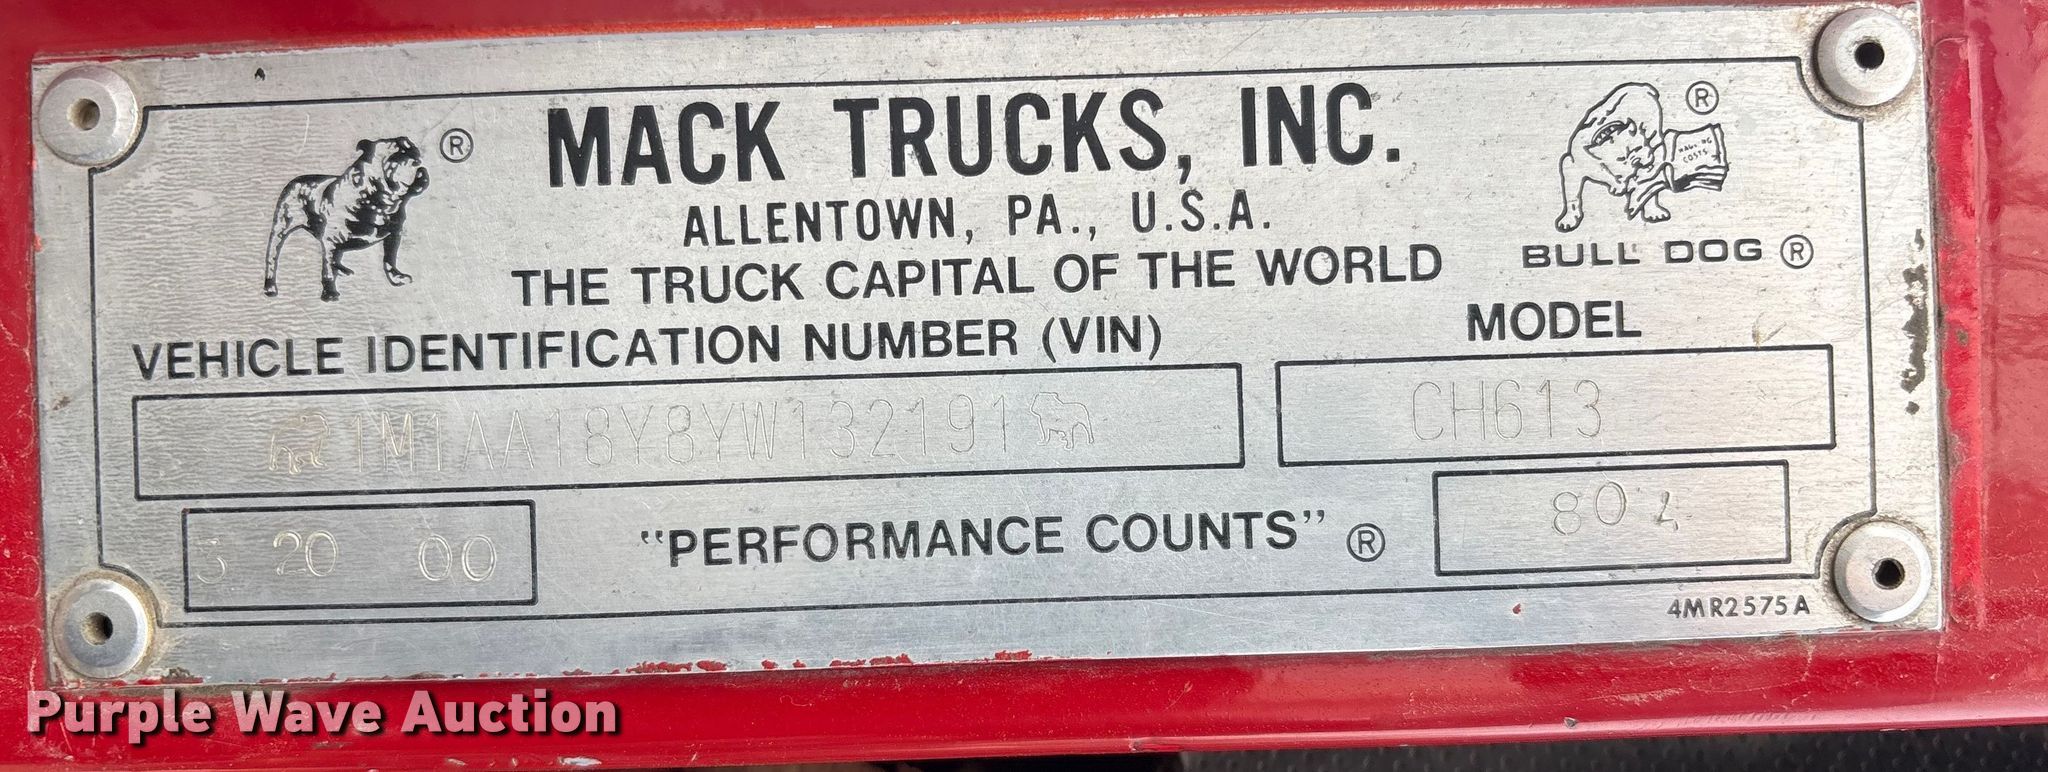 ®
MACK TRUCKS, INC.
®
ALLENTOWN, PA., U.S.A.
BULL DOG ®
THE TRUCK CAPITAL OF THE WORLD
VEHICLE IDENTIFICATION NUMBER (VIN)
MODEL
1M1AA18Y8YW132191
CH613
20 00
"PERFORMANCE COUNTS" ®
4MR2575A
COSTS
Purple Wave Auction